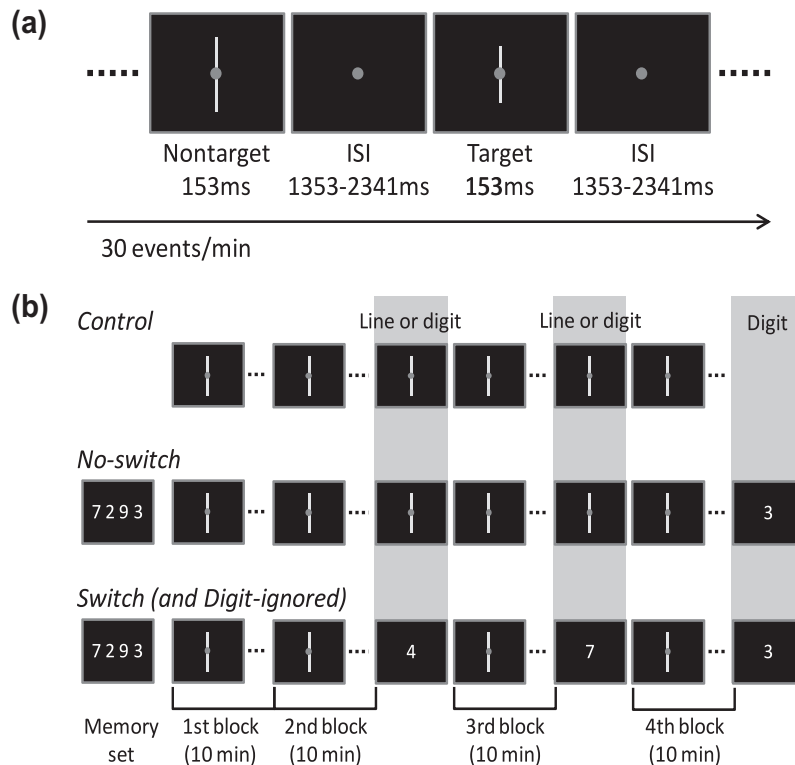 (a)
Nontarget ISI Target ISI
153ms 1353-2341ms 153ms 1353-2341ms
30 events/min
(b)
Control Line or digit Line or digit Digit
No-switch
7 2 9 3 3
Switch (and Digit-ignored)
7 2 9 3 4 7 3
Memory 1st block 2nd block 3rd block 4th block
set (10 min) (10 min) (10 min) (10 min)